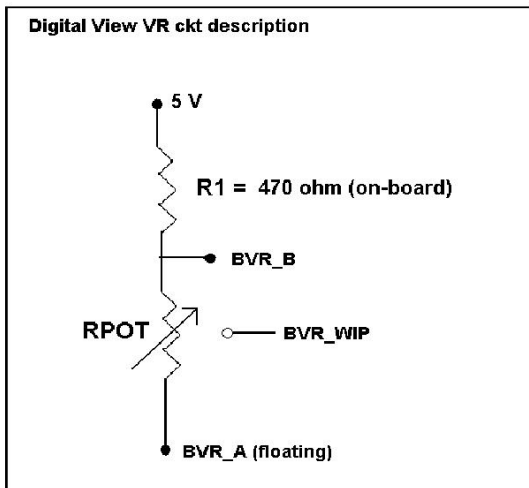 Digital View VR ckt description
5 V
R1 = 470 ohm (on-board)
BVR_B
RPOT
BVR_WIP
BVR_A (floating)